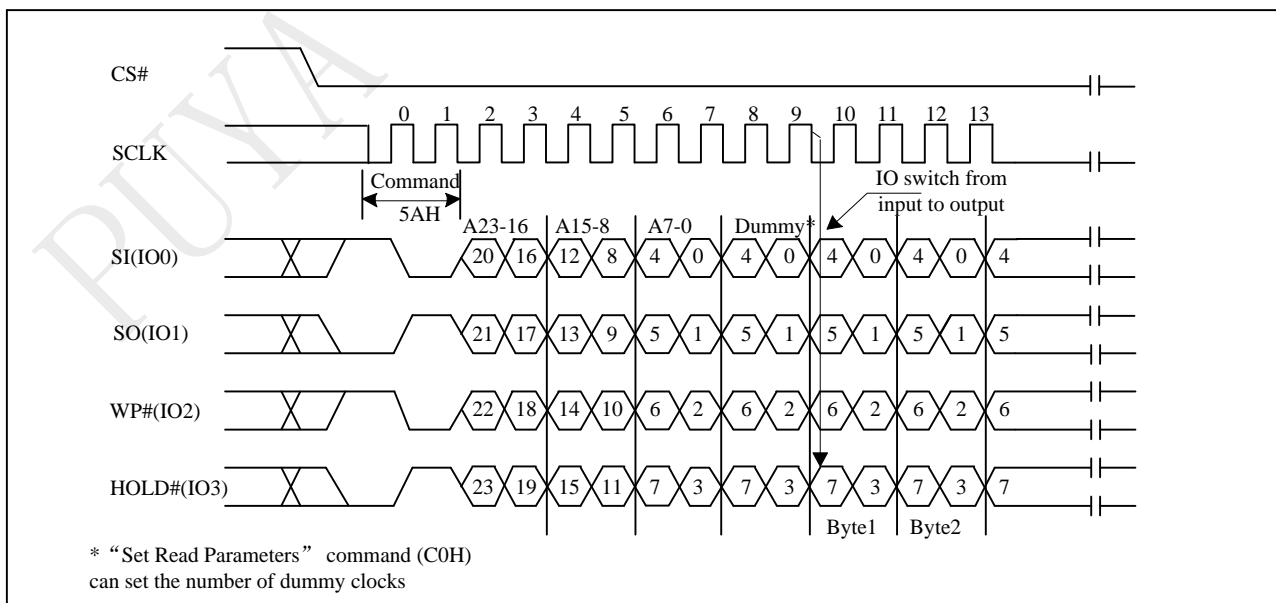 PUYA
CS#
0 1 2 3 4 5 6 7 8 9 10 11 12 13
SCLK
Command
5AH
IO switch from
input to output
A23-16 A15-8 A7-0 Dummy*
SI(IO0) 20 16 12 8 4 0 4 0 4 0 4 0 4
SO(IO1) 21 17 13 9 5 1 5 1 5 1 5 1 5
WP#(IO2) 22 18 14 10 6 2 6 2 6 2 6 2 6
HOLD#(IO3) 23 19 15 11 7 3 7 3 7 3 7 3 7
Byte1 Byte2
* “Set Read Parameters” command (C0H)
can set the number of dummy clocks